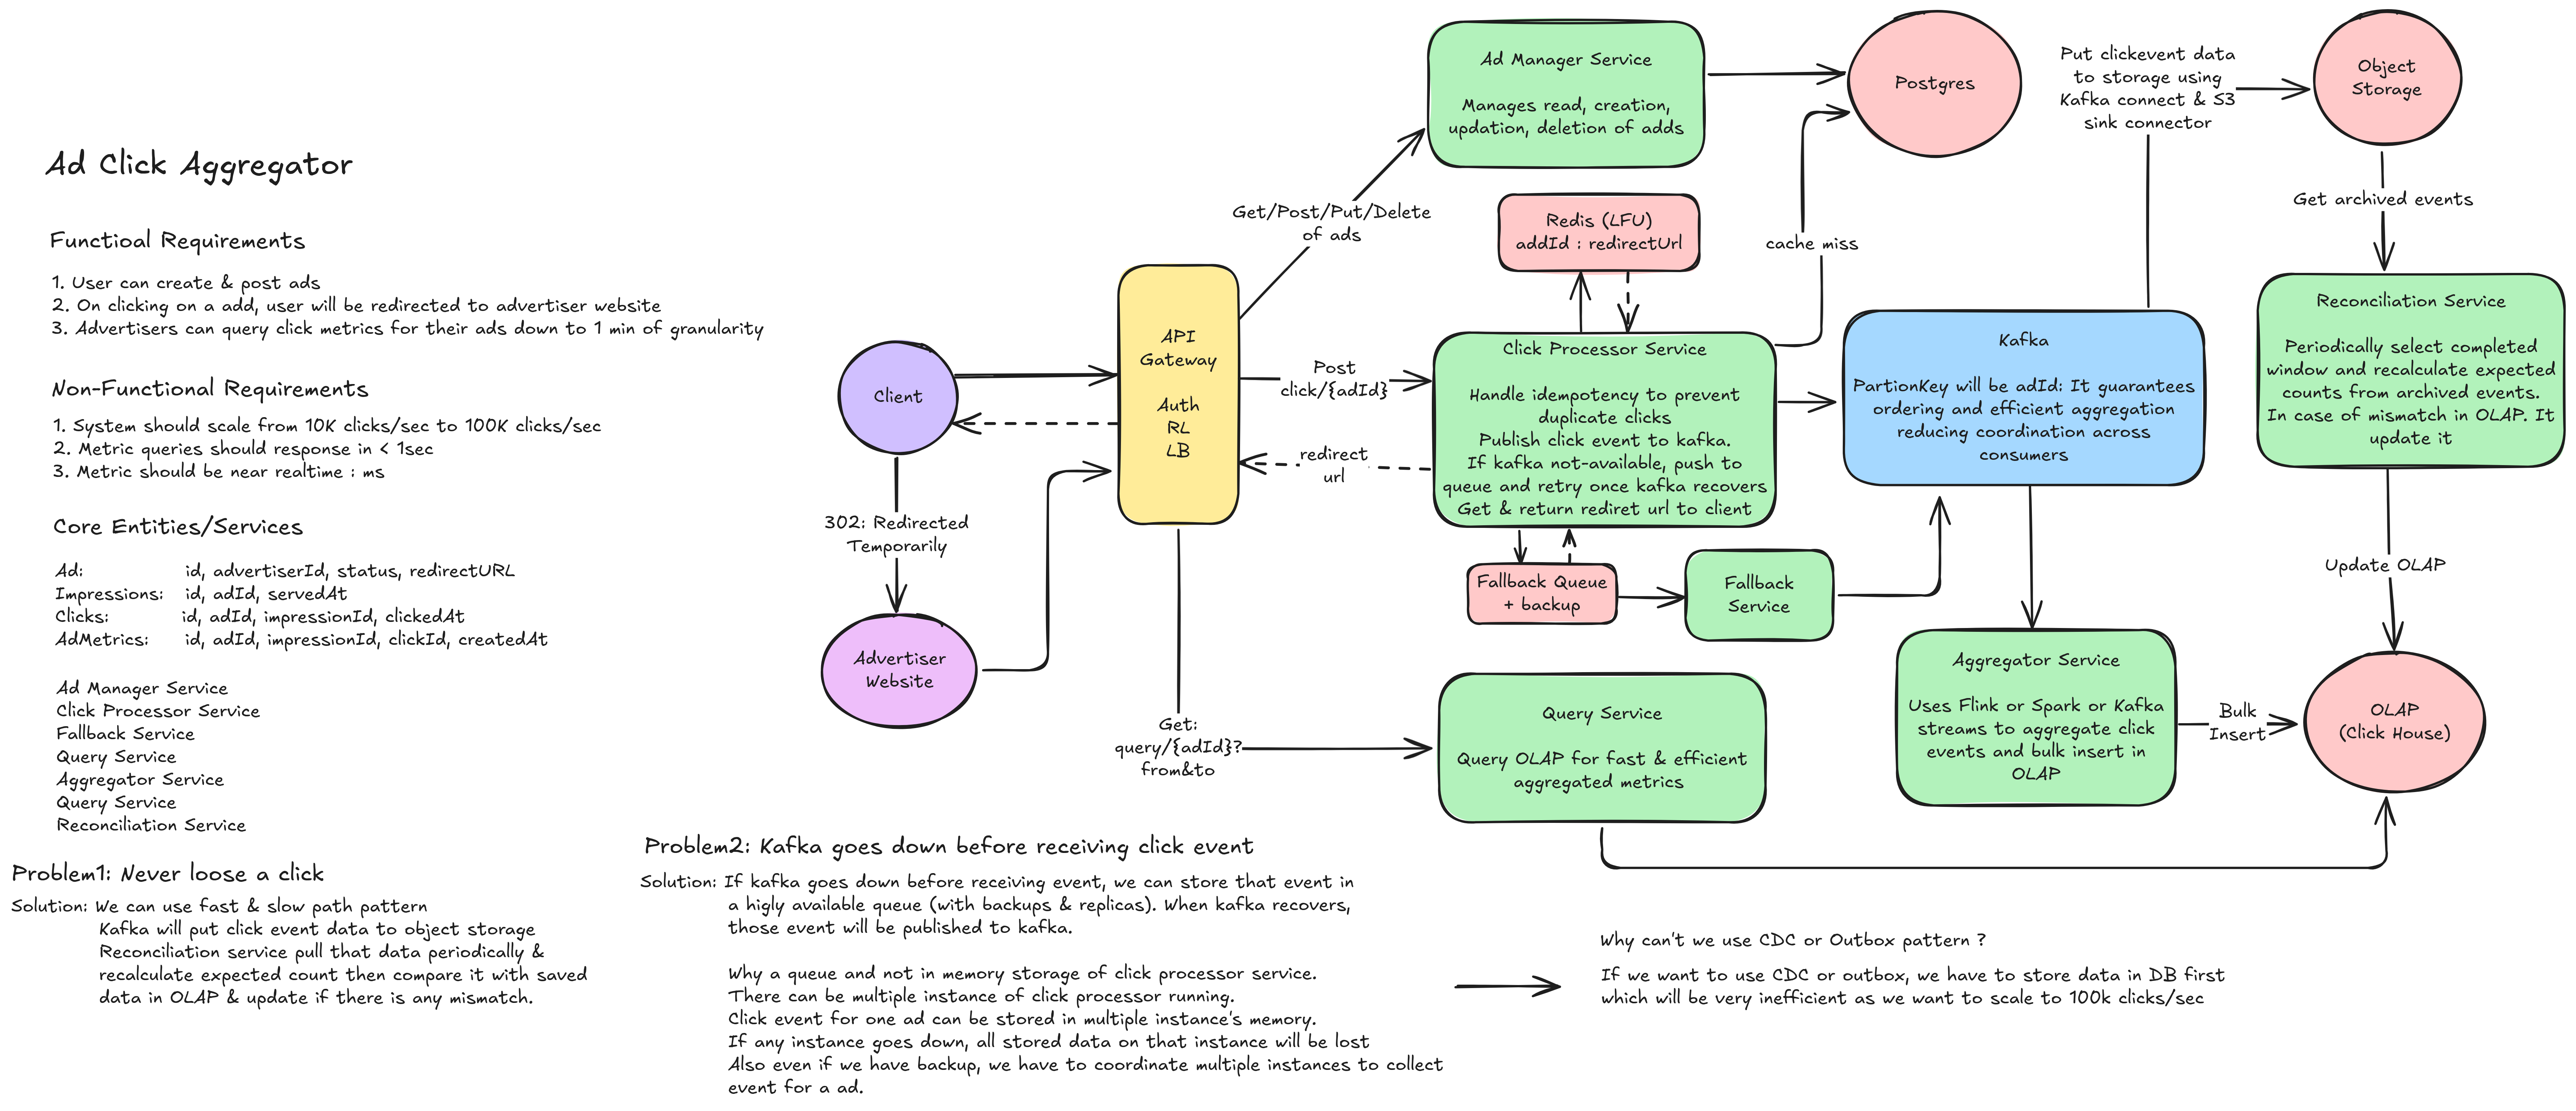 Ad Click Aggregator
Functioal Requirements
1. User can create & post ads
2. On clicking on a add, user will be redirected to advertiser website
3. Advertisers can query click metrics for their ads down to 1 min of granularity
Non-Functional Requirements
1. System should scale from 10K clicks/sec to 100K clicks/sec
2. Metric queries should response in < 1sec
3. Metric should be near realtime : ms
Core Entities/Services
Ad: id, advertiserId, status, redirectURL
Impressions: id, adId, servedAt
Clicks: id, adId, impressionId, clickedAt
AdMetrics: id, adId, impressionId, clickId, createdAt
Ad Manager Service
Click Processor Service
Fallback Service
Query Service
Aggregator Service
Query Service
Reconciliation Service
Problem1: Never loose a click
Solution: We can use fast & slow path pattern
Kafka will put click event data to object storage
Reconciliation service pull that data periodically &
recalculate expected count then compare it with saved
data in OLAP & update if there is any mismatch.
Client
302: Redirected
Temporarily
Advertiser
Website
API
Gateway
Auth
RL
LB
Get/Post/Put/Delete
of ads
Post
click/{adId}
redirect
url
Get:
query/{adId}?
from&to
Ad Manager Service
Manages read, creation,
updation, deletion of adds
Postgres
Redis (LFU)
addId : redirectUrl
cache miss
Click Processor Service
Handle idempotency to prevent
duplicate clicks
Publish click event to kafka.
If kafka not-available, push to
queue and retry once kafka recovers
Get & return rediret url to client
Fallback Queue
+ backup
Fallback
Service
Query Service
Query OLAP for fast & efficient
aggregated metrics
Kafka
PartionKey will be adId: It guarantees
ordering and efficient aggregation
reducing coordination across
consumers
Put clickevent data
to storage using
Kafka connect & S3
sink connector
Object
Storage
Get archived events
Reconciliation Service
Periodically select completed
window and recalculate expected
counts from archived events.
In case of mismatch in OLAP. It
update it
Update OLAP
Aggregator Service
Uses Flink or Spark or Kafka
streams to aggregate click
events and bulk insert in
OLAP
Bulk
Insert
OLAP
(Click House)
Problem2: Kafka goes down before receiving click event
Solution: If kafka goes down before receiving event, we can store that event in
a higly available queue (with backups & replicas). When kafka recovers,
those event will be published to kafka.
Why a queue and not in memory storage of click processor service.
There can be multiple instance of click processor running.
Click event for one ad can be stored in multiple instance's memory.
If any instance goes down, all stored data on that instance will be lost
Also even if we have backup, we have to coordinate multiple instances to collect
event for a ad.
Why can't we use CDC or Outbox pattern ?
If we want to use CDC or outbox, we have to store data in DB first
which will be very inefficient as we want to scale to 100k clicks/sec